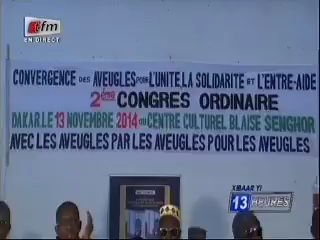 tfm
EN DIRECT
CONVERGENCE DES AVEUGLES POUR L'UNITE, LA SOLIDARITE ET L'ENTRE-AIDE
2ème CONGRES ORDINAIRE
DAKAR LE 13 NOVEMBRE 2014 AU CENTRE CULTUREL BLAISE SENGHOR
AVEC LES AVEUGLES PAR LES AVEUGLES POUR LES AVEUGLES
XIBAAR YI
13 HEURES